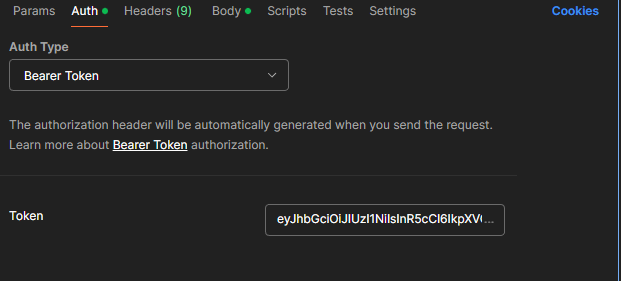 Params Auth Headers (9) Body Scripts Tests Settings Cookies
Auth Type
Bearer Token
The authorization header will be automatically generated when you send the request.
Learn more about Bearer Token authorization.
Token eyJhbGciOiJIUzI1NiIsInR5cCI6IkpXVC...